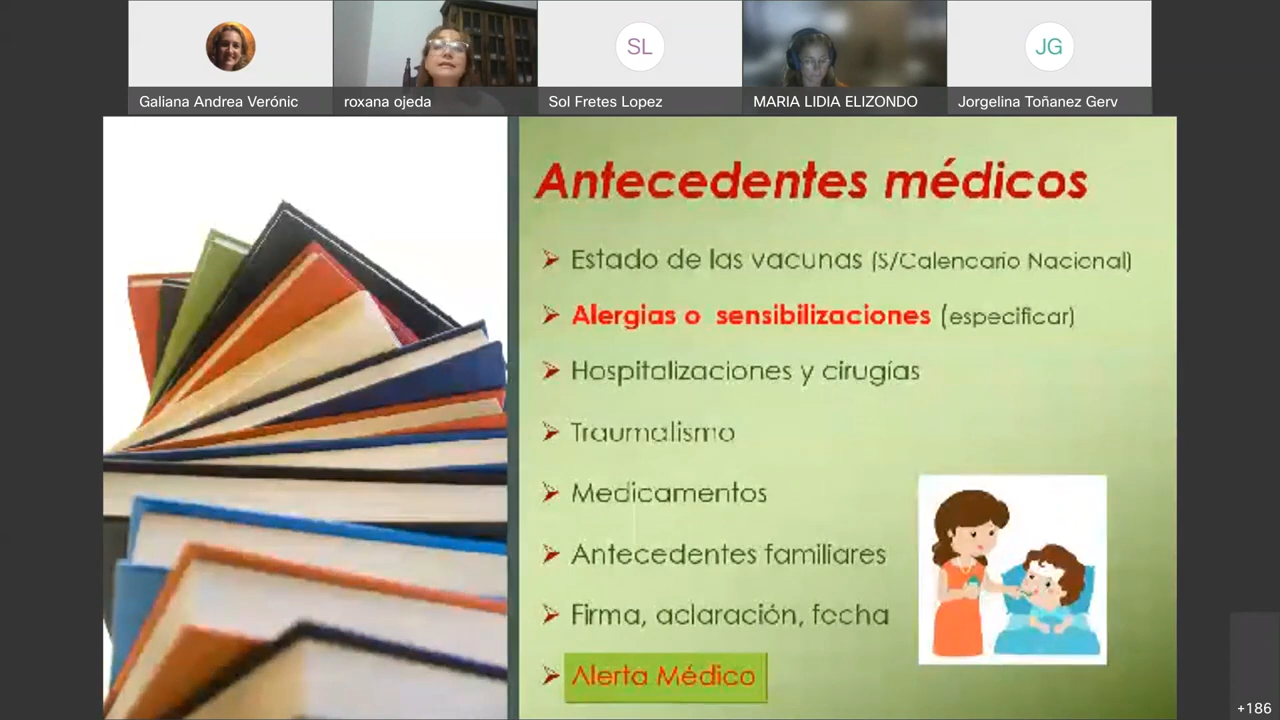 SL
JG
Galiana Andrea Verónic
roxana ojeda
Sol Fretes Lopez
MARIA LIDIA ELIZONDO
Jorgelina Toñanez Gerv
Antecedentes médicos
Estado de las vacunas (S/Calencario Nacional)
Alergias o sensibilizaciones (especificar)
Hospitalizaciones y cirugías
Traumatismo
Medicamentos
Antecedentes familiares
Firma, aclaración, fecha
Alerta Médico
+186